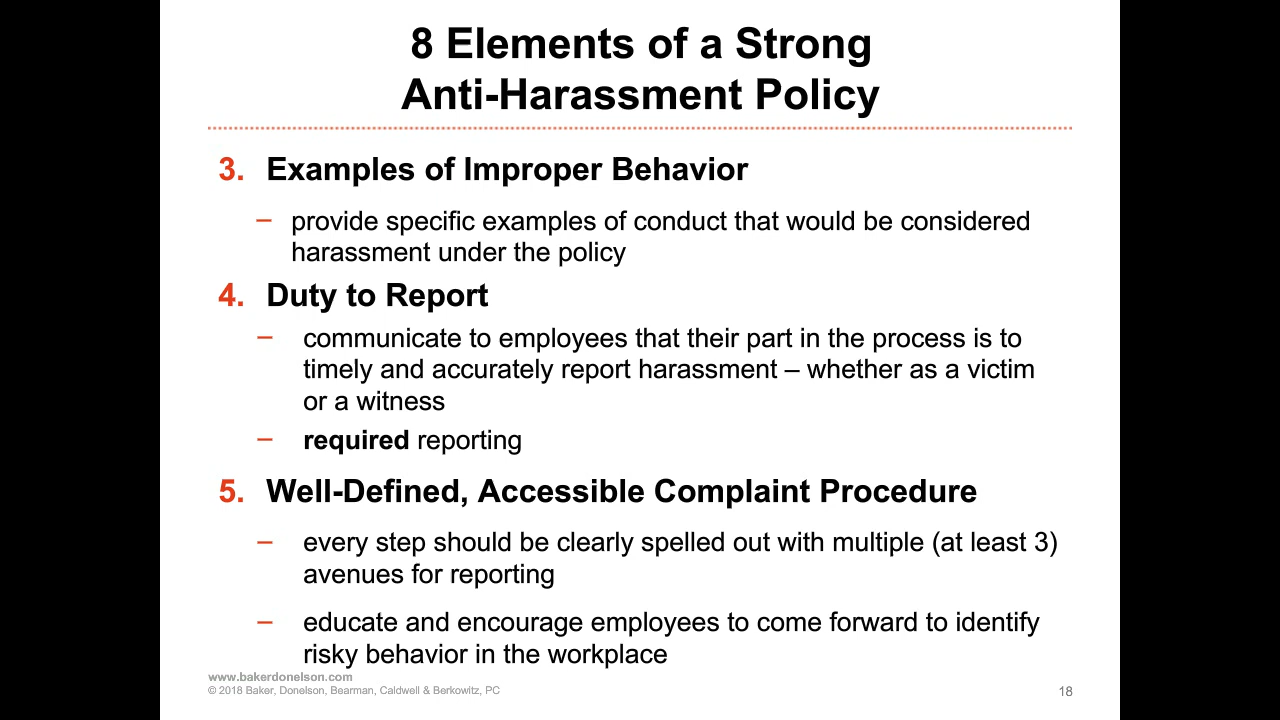 8 Elements of a Strong
Anti-Harassment Policy
3. Examples of Improper Behavior
– provide specific examples of conduct that would be considered
harassment under the policy
4. Duty to Report
– communicate to employees that their part in the process is to
timely and accurately report harassment – whether as a victim
or a witness
– required reporting
5. Well-Defined, Accessible Complaint Procedure
– every step should be clearly spelled out with multiple (at least 3)
avenues for reporting
– educate and encourage employees to come forward to identify
risky behavior in the workplace
www.bakerdonelson.com
© 2018 Baker, Donelson, Bearman, Caldwell & Berkowitz, PC
18